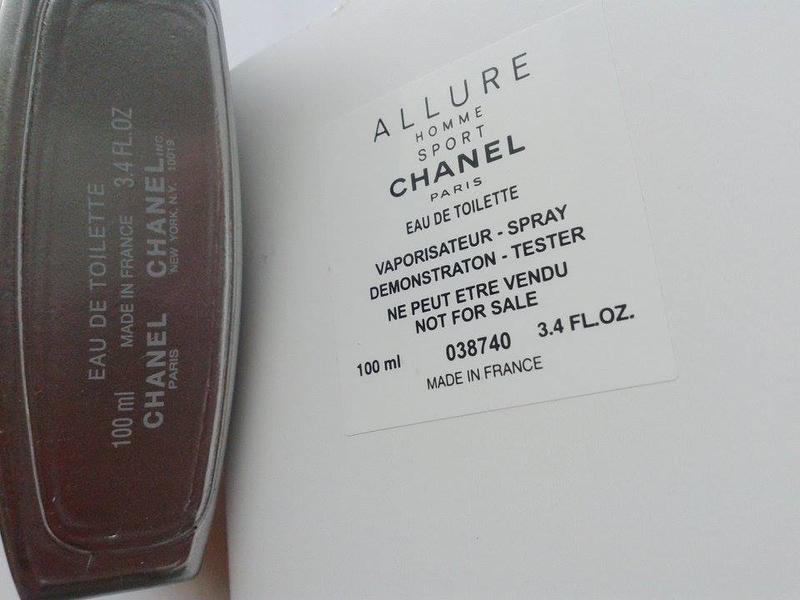 EAU DE TOILETTE
100 ml MADE IN FRANCE 3.4 FL.OZ
CHANEL CHANEL INC.
PARIS NEW YORK, N.Y. 10019
ALLURE
HOMME
SPORT
CHANEL
PARIS
EAU DE TOILETTE
VAPORISATEUR - SPRAY
DEMONSTRATON - TESTER
NE PEUT ETRE VENDU
NOT FOR SALE
100 ml 038740 3.4 FL.OZ.
MADE IN FRANCE